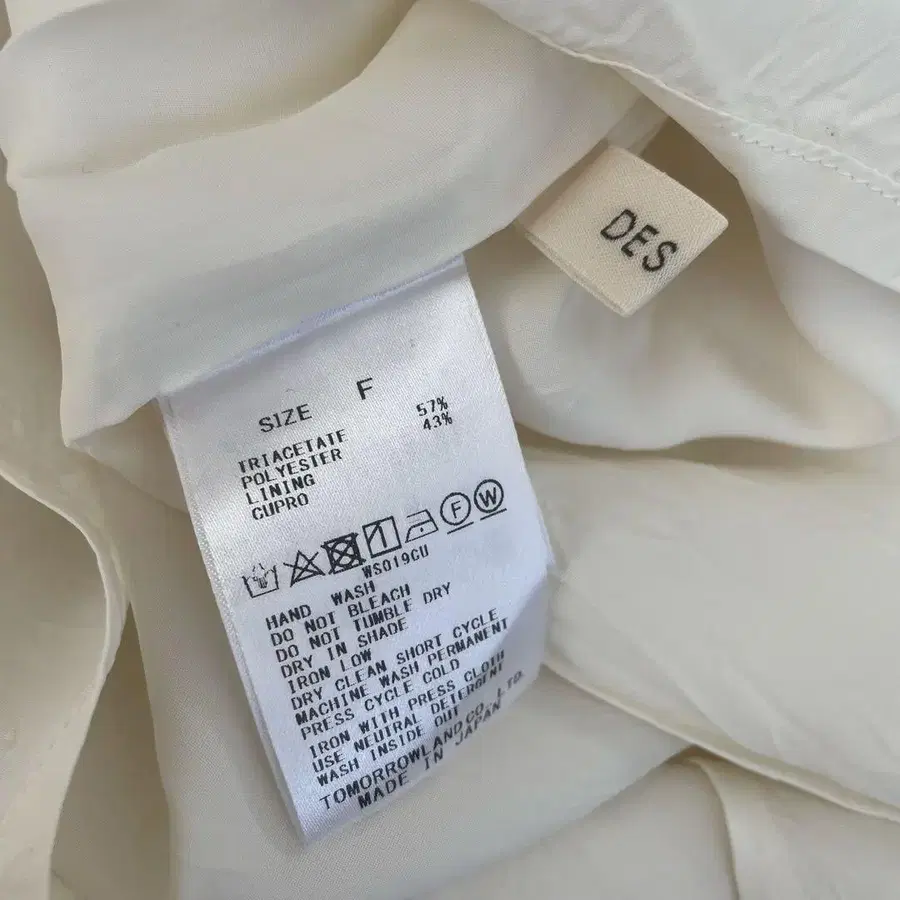 DES
SIZE F
TRIACETATE 57%
POLYESTER 43%
LINING
CUPRO
F W
WS019CU
HAND WASH
DO NOT BLEACH
DO NOT TUMBLE DRY
DRY IN SHADE
IRON LOW
DRY CLEAN SHORT CYCLE
MACHINE WASH PERMANENT
PRESS CYCLE COLD
IRON WITH PRESS CLOTH
USE NEUTRAL DETERGENT
WASH INSIDE OUT
TOMORROWLAND CO.,LTD.
MADE IN JAPAN